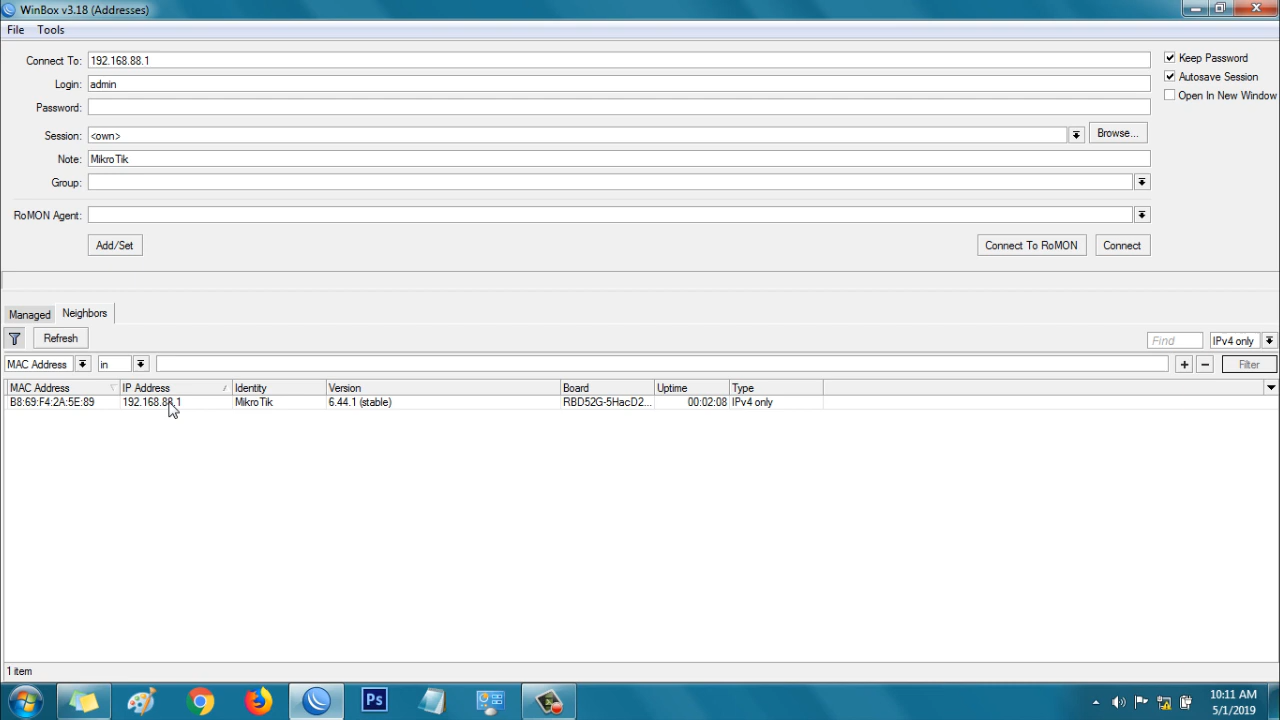 WinBox v3.18 (Addresses)
File Tools
Connect To: 192.168.88.1
Keep Password
Login: admin
Autosave Session
Password:
Open In New Window
Session: <own> Browse...
Note: MikroTik
Group:
RoMON Agent:
Add/Set Connect To RoMON Connect
Managed Neighbors
Refresh Find IPv4 only
MAC Address in + - Filter
MAC Address IP Address Identity Version Board Uptime Type
B8:69:F4:2A:5E:89 192.168.88.1 MikroTik 6.44.1 (stable) RBD52G-5HacD2... 00:02:08 IPv4 only
1 item
Ps
10:11 AM
5/1/2019